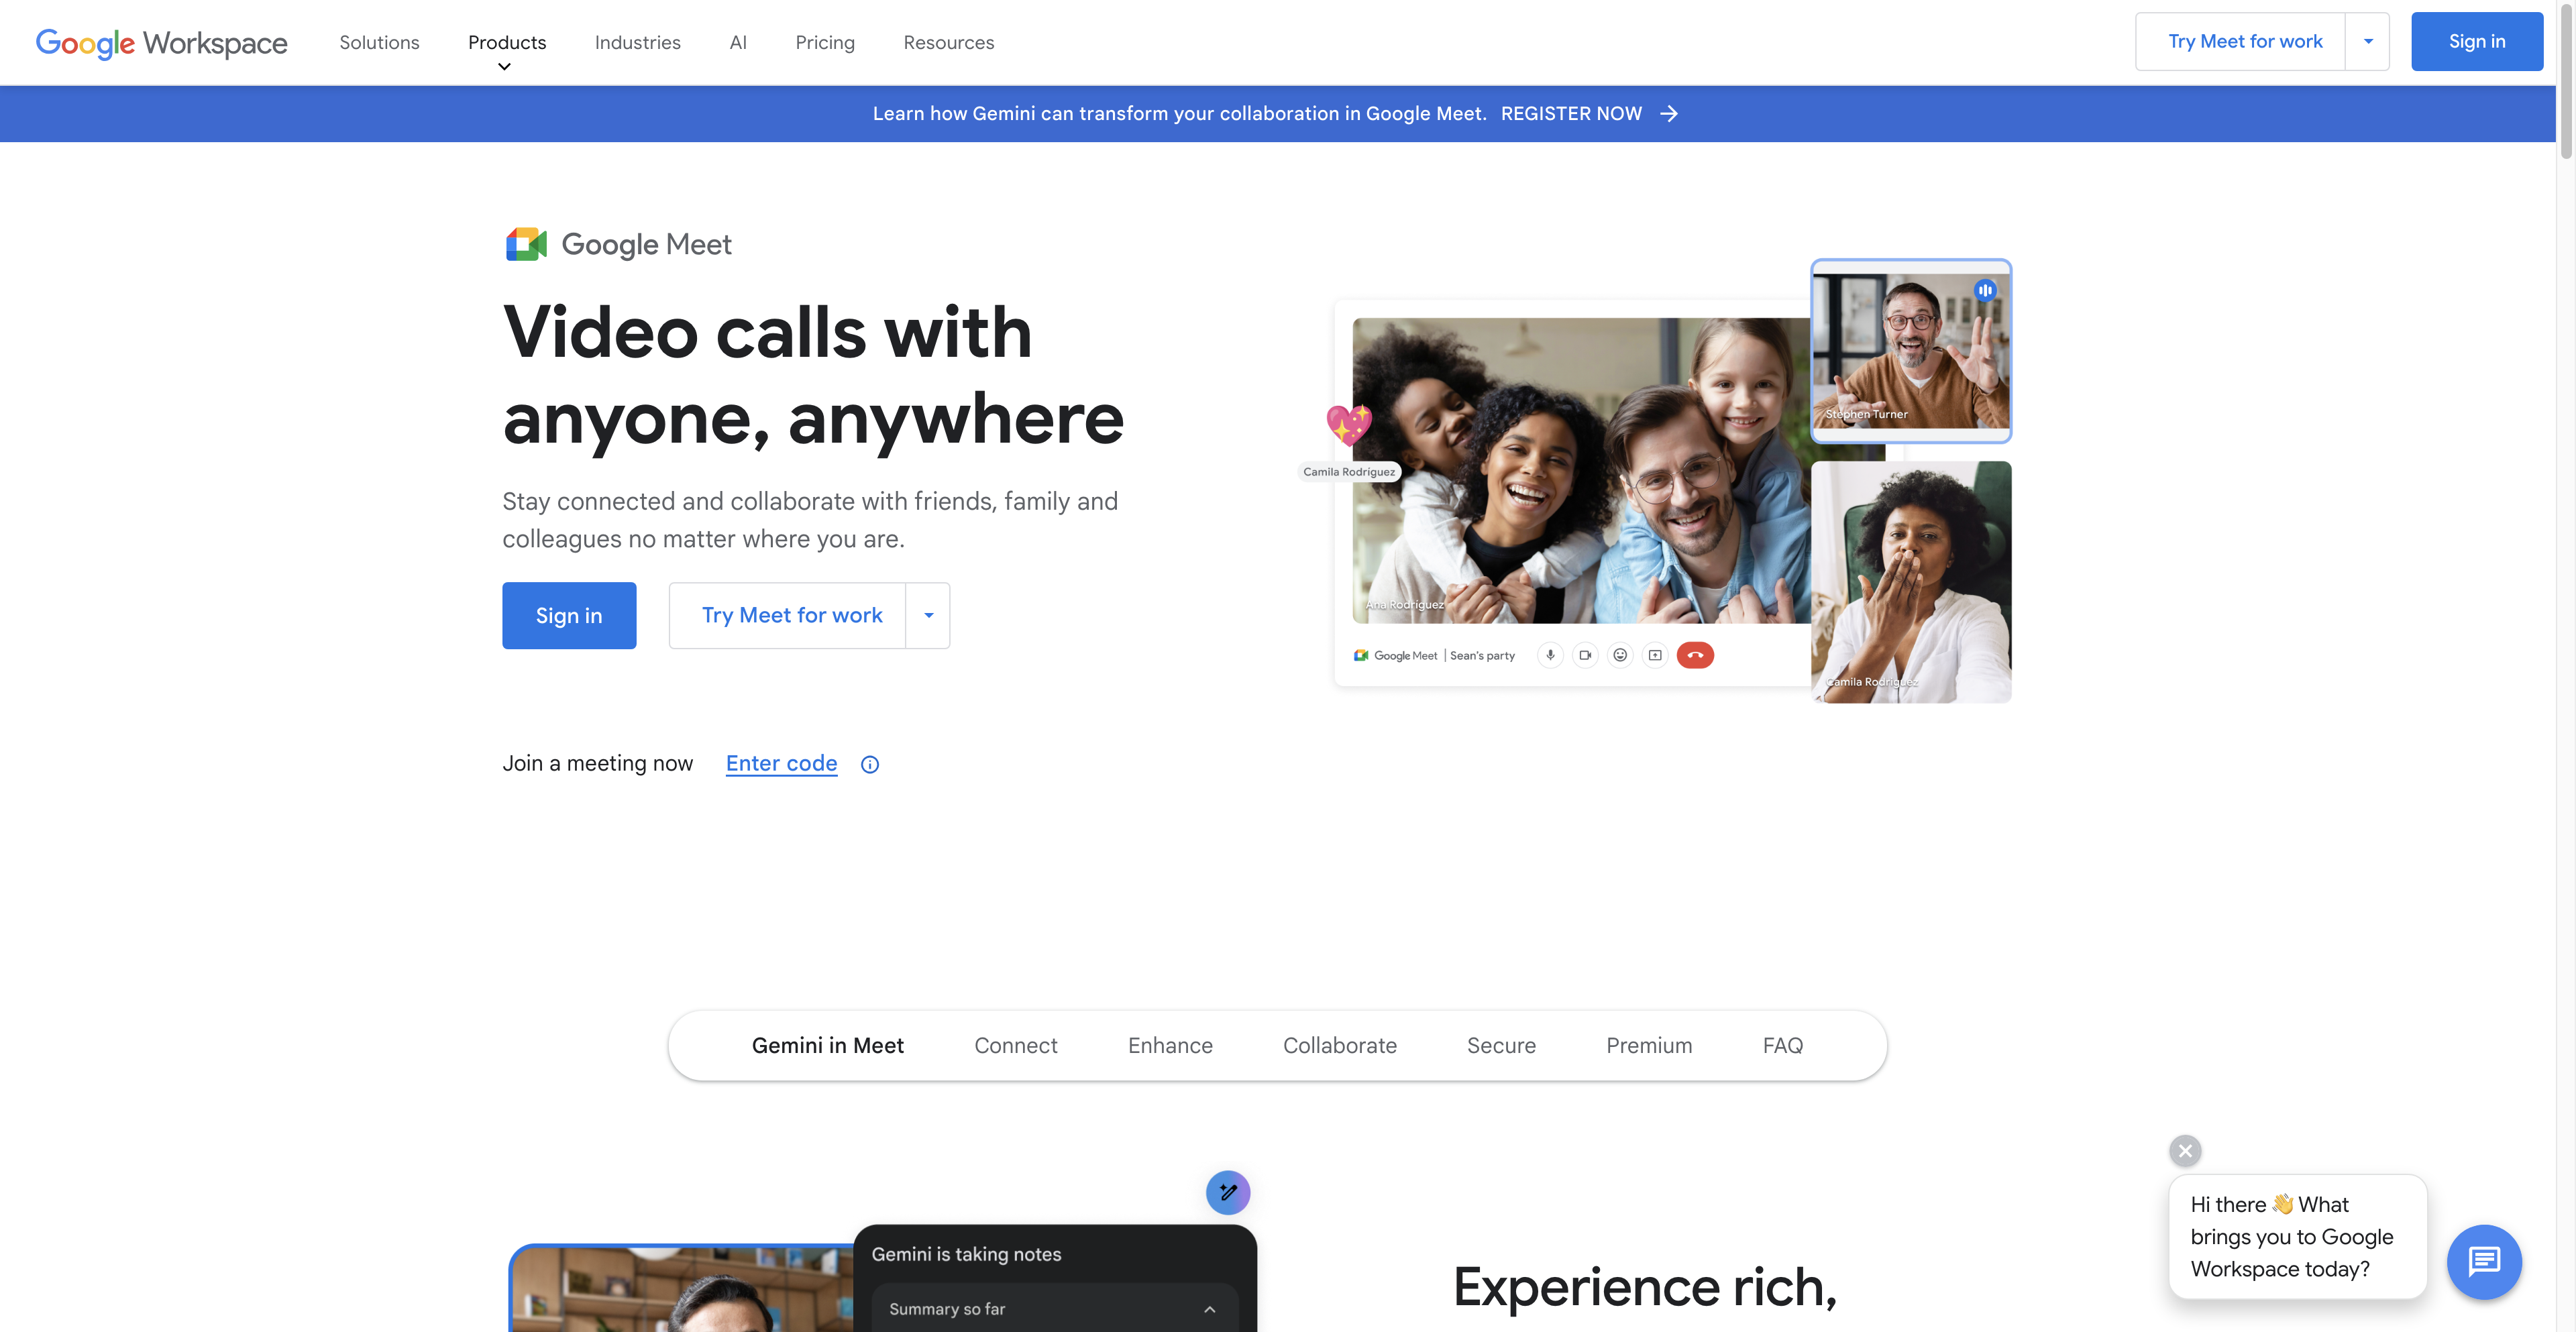 Google Workspace
Solutions
Products
Industries
AI
Pricing
Resources
Try Meet for work
Sign in
Learn how Gemini can transform your collaboration in Google Meet. REGISTER NOW
Google Meet
Video calls with
anyone, anywhere
Stay connected and collaborate with friends, family and
colleagues no matter where you are.
Sign in
Try Meet for work
Join a meeting now Enter code
Stephen Turner
Camila Rodríguez
Ana Rodríguez
Google Meet | Sean's party
Camila Rodríguez
Gemini in Meet
Connect
Enhance
Collaborate
Secure
Premium
FAQ
Gemini is taking notes
Summary so far
Experience rich,
Hi there 👋 What
brings you to Google
Workspace today?